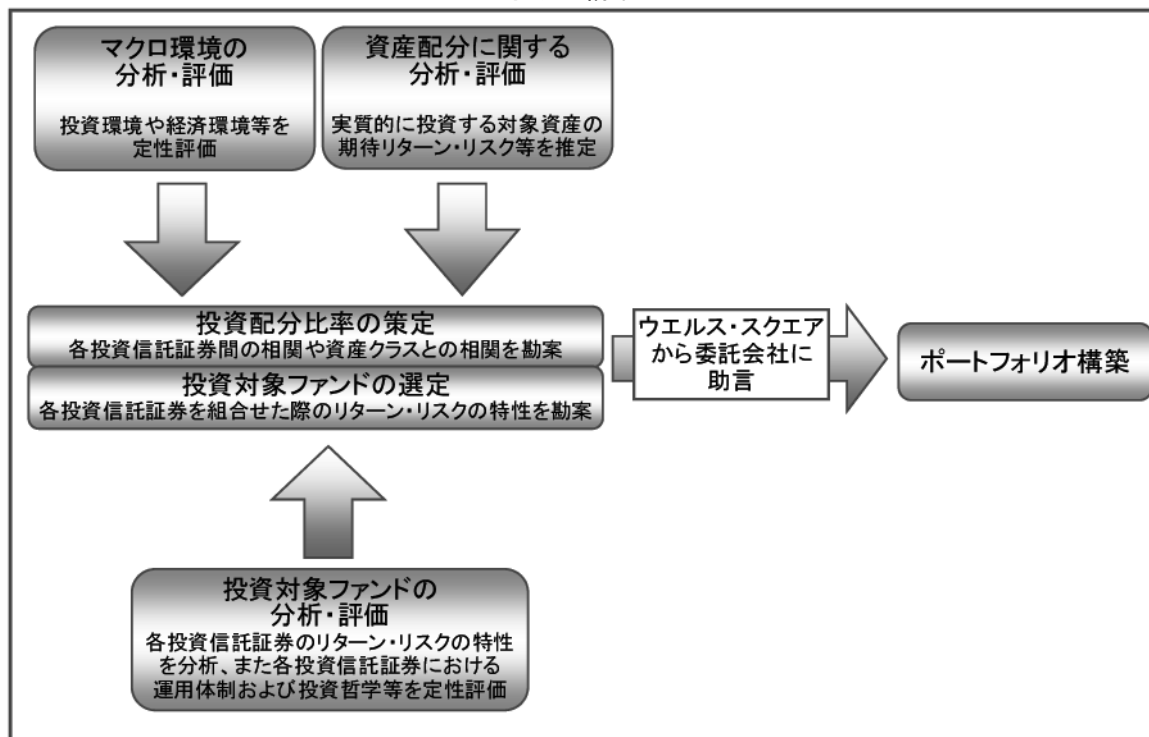 マクロ環境の
分析・評価
投資環境や経済環境等を
定性評価
資産配分に関する
分析・評価
実質的に投資する対象資産の
期待リターン・リスク等を推定
投資配分比率の策定
各投資信託証券間の相関や資産クラスとの相関を勘案
投資対象ファンドの選定
各投資信託証券を組合せた際のリターン・リスクの特性を勘案
ウエルス・スクエア
から委託会社に
助言
ポートフォリオ構築
投資対象ファンドの
分析・評価
各投資信託証券のリターン・リスクの特性
を分析、また各投資信託証券における
運用体制および投資哲学等を定性評価